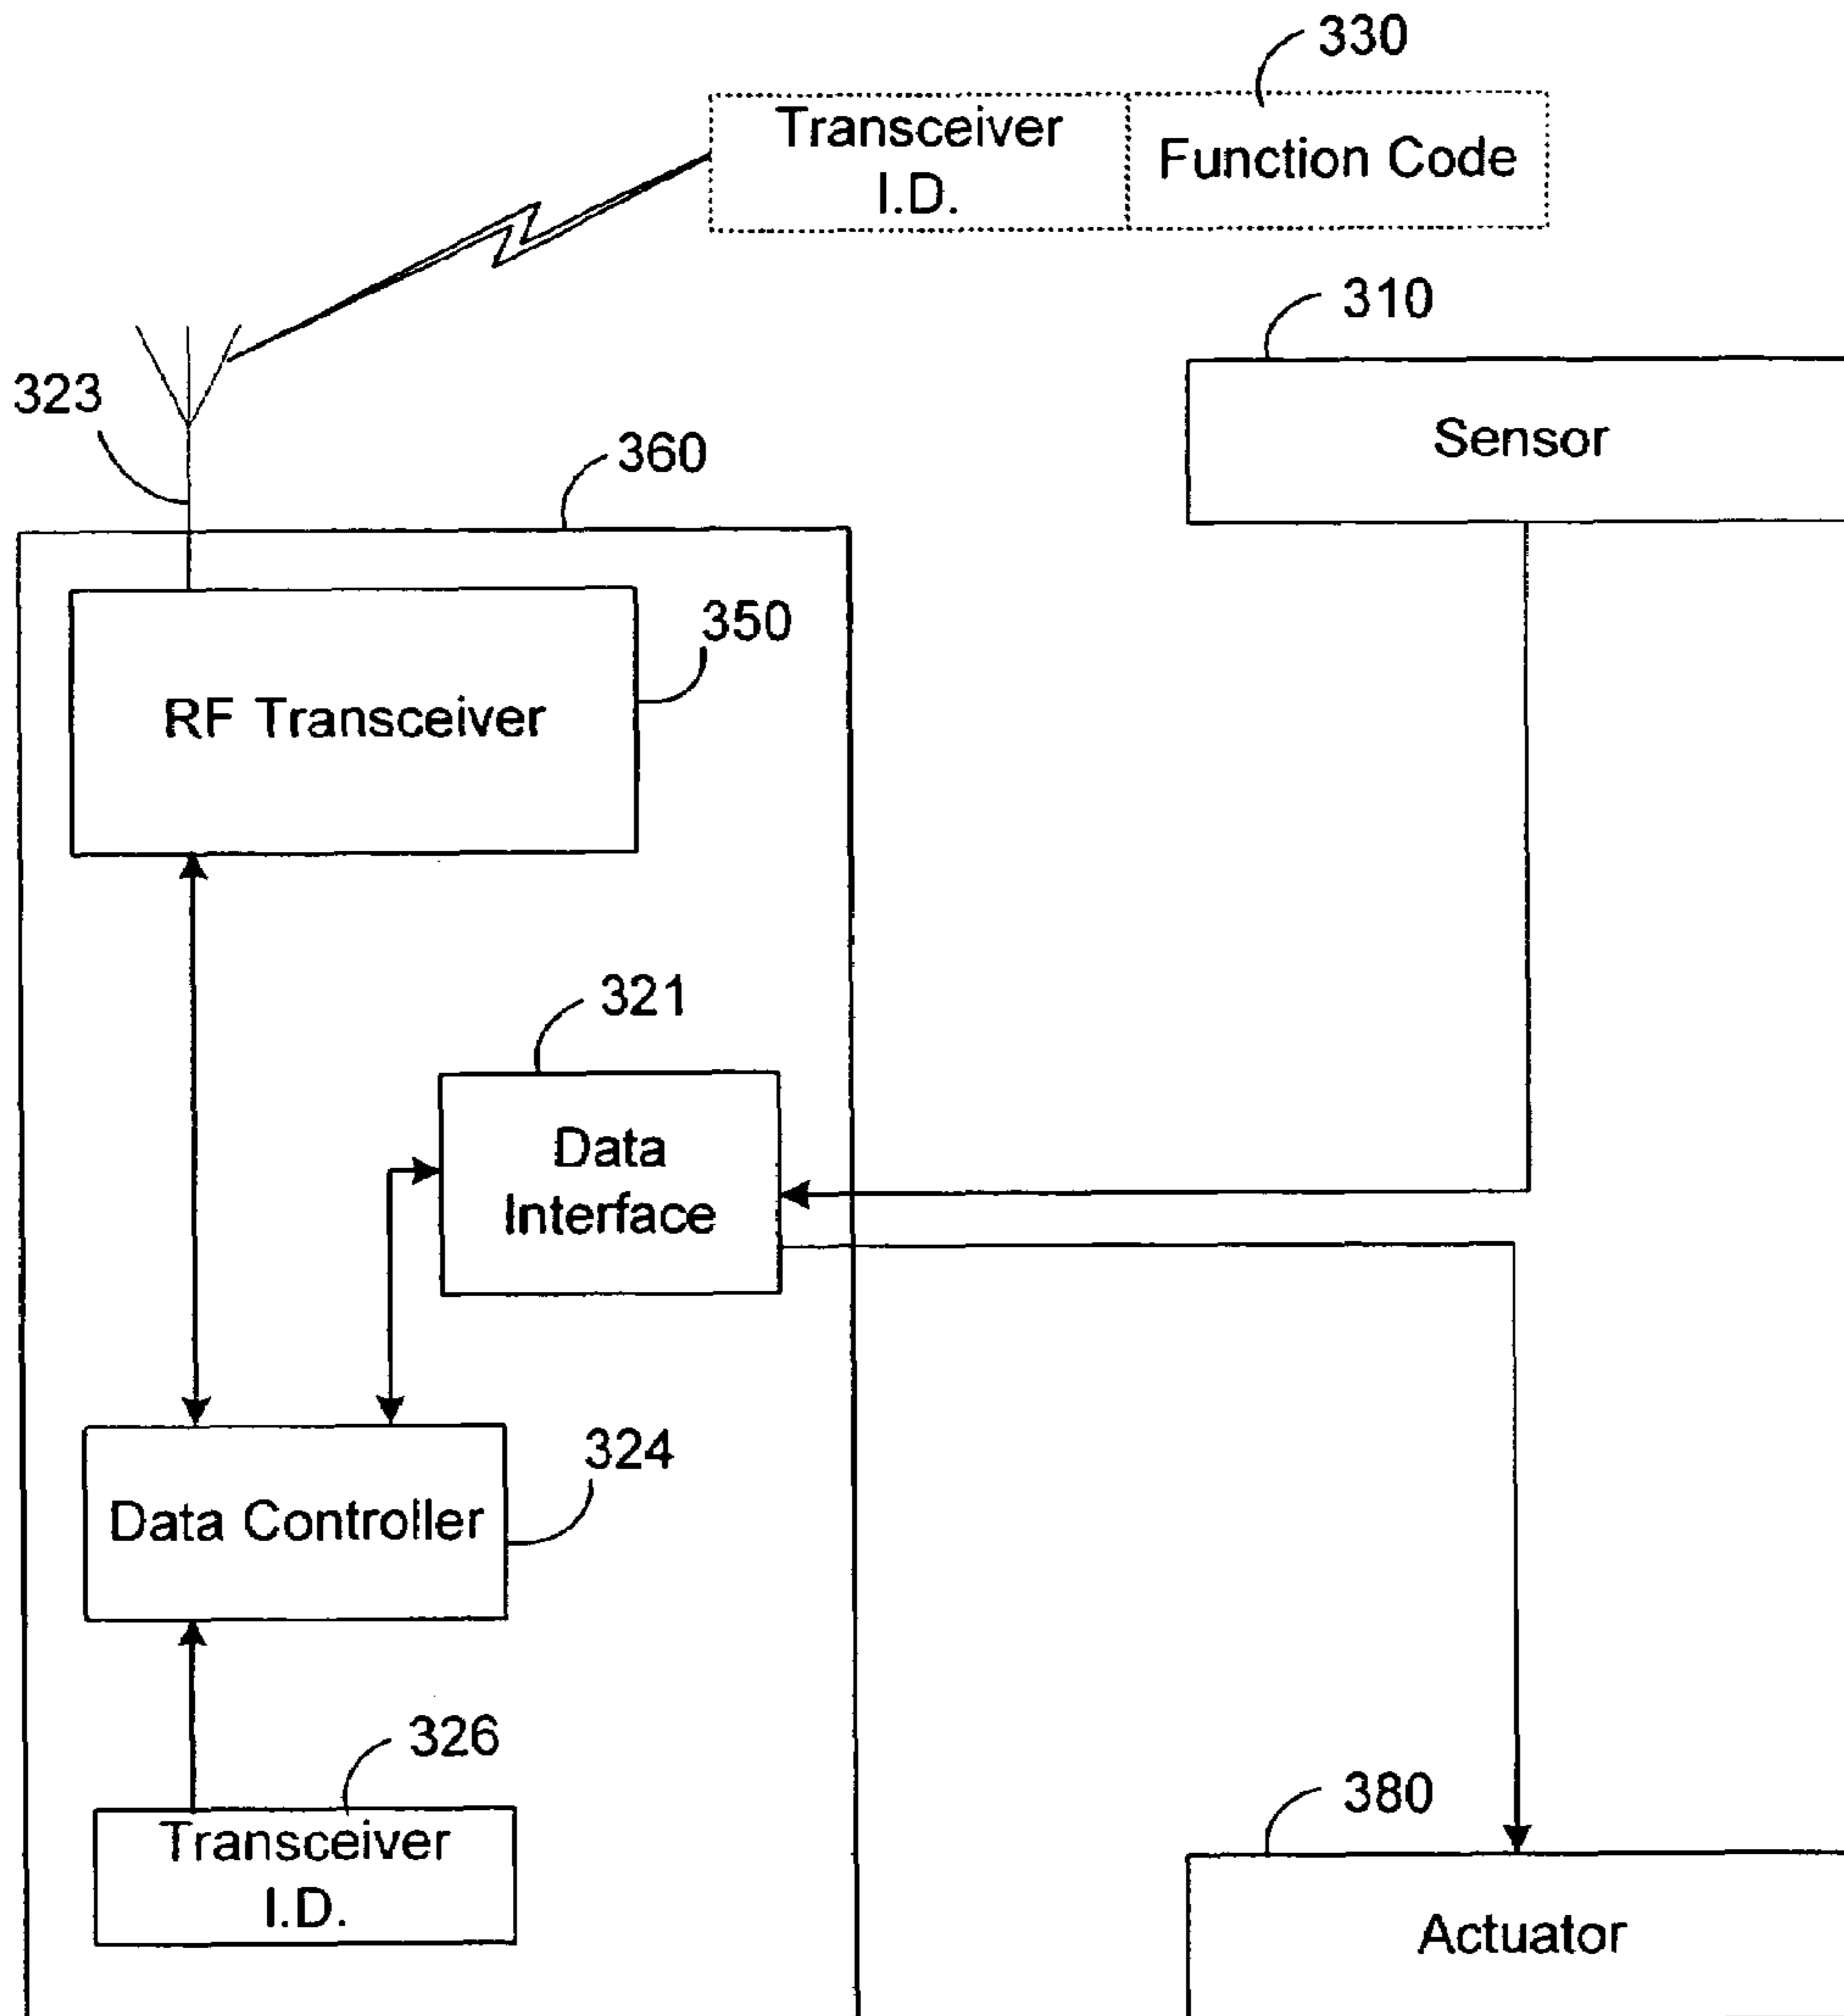 330
Transceiver
I.D.
Function Code
310
Sensor
323
360
350
RF Transceiver
321
Data
Interface
324
Data Controller
326
Transceiver
I.D.
380
Actuator